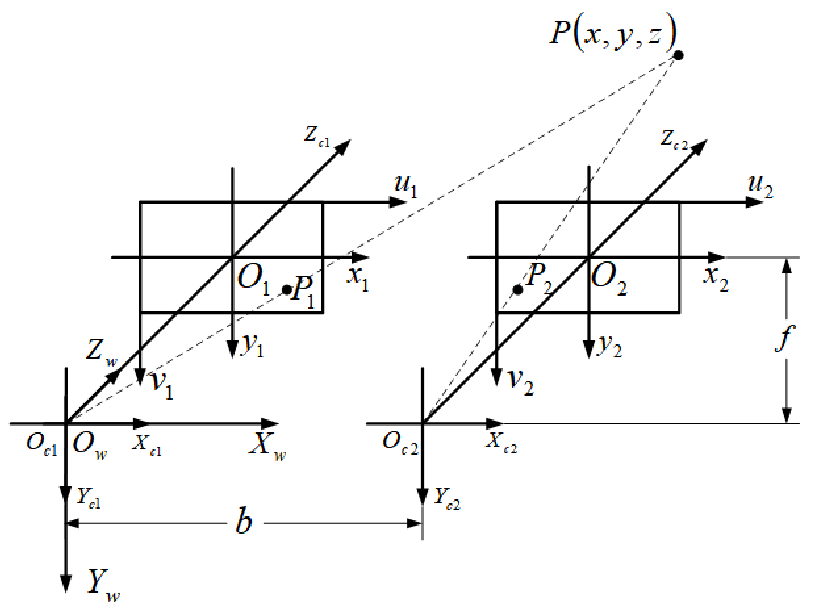 P(x, y, z)
z_c1
z_c2
u_1
u_2
O_1
P_1
x_1
P_2
O_2
x_2
Z_w
v_1
y_1
v_2
y_2
f
O_c1
O_w
x_c1
X_w
O_c2
x_c2
Y_c1
Y_c2
b
Y_w